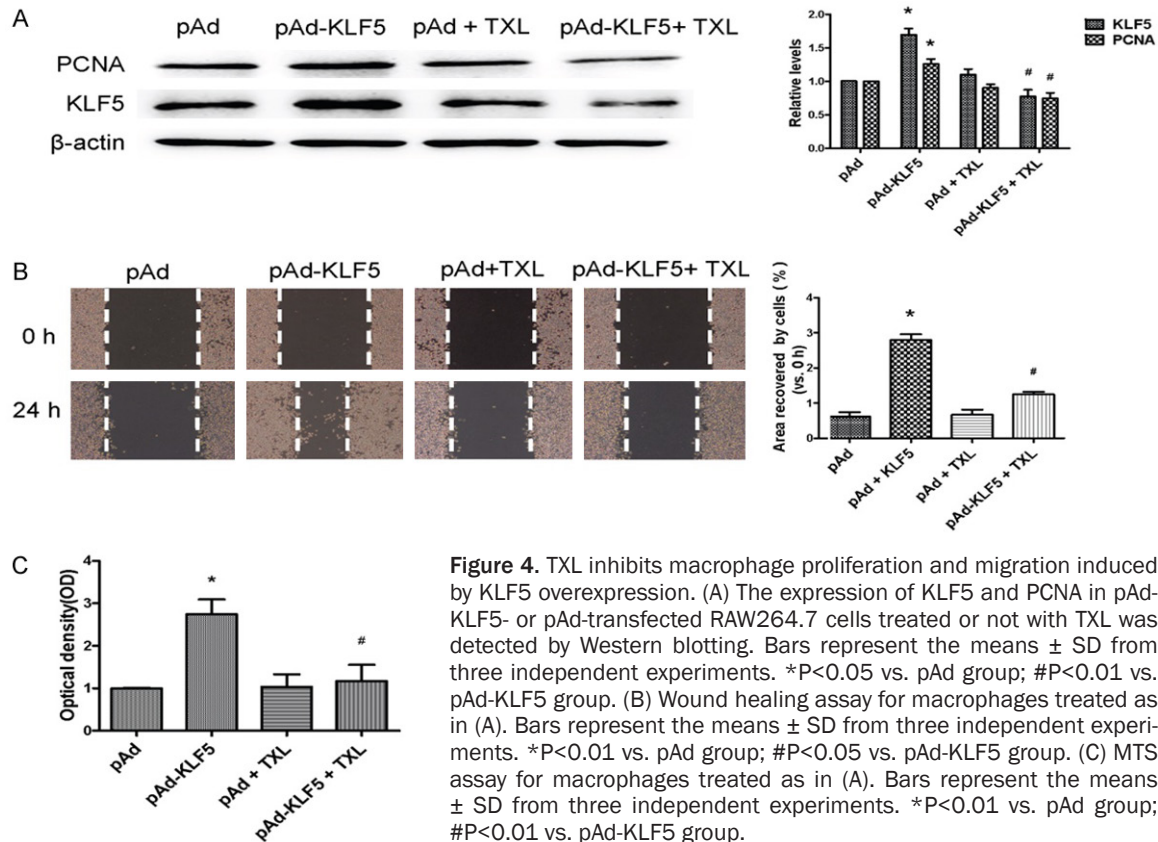 A
pAd pAd-KLF5 pAd + TXL pAd-KLF5+ TXL
PCNA
KLF5
β-actin
Relative levels
2.0
1.5
1.0
0.5
0.0
* * # #
KLF5
PCNA
pAd pAd-KLF5 pAd + TXL pAd-KLF5 + TXL
B
pAd pAd-KLF5 pAd+TXL pAd-KLF5+ TXL
0 h
24 h
Area recovered by cells (%)
(vs. 0 h)
4
3
2
1
0
* #
pAd pAd + KLF5 pAd + TXL pAd-KLF5 + TXL
C
Optical density(OD)
4
3
2
1
0
* #
pAd pAd-KLF5 pAd + TXL pAd-KLF5 + TXL
Figure 4. TXL inhibits macrophage proliferation and migration induced
by KLF5 overexpression. (A) The expression of KLF5 and PCNA in pAd-
KLF5- or pAd-transfected RAW264.7 cells treated or not with TXL was
detected by Western blotting. Bars represent the means ± SD from
three independent experiments. *P<0.05 vs. pAd group; #P<0.01 vs.
pAd-KLF5 group. (B) Wound healing assay for macrophages treated as
in (A). Bars represent the means ± SD from three independent experi-
ments. *P<0.01 vs. pAd group; #P<0.05 vs. pAd-KLF5 group. (C) MTS
assay for macrophages treated as in (A). Bars represent the means
± SD from three independent experiments. *P<0.01 vs. pAd group;
#P<0.01 vs. pAd-KLF5 group.